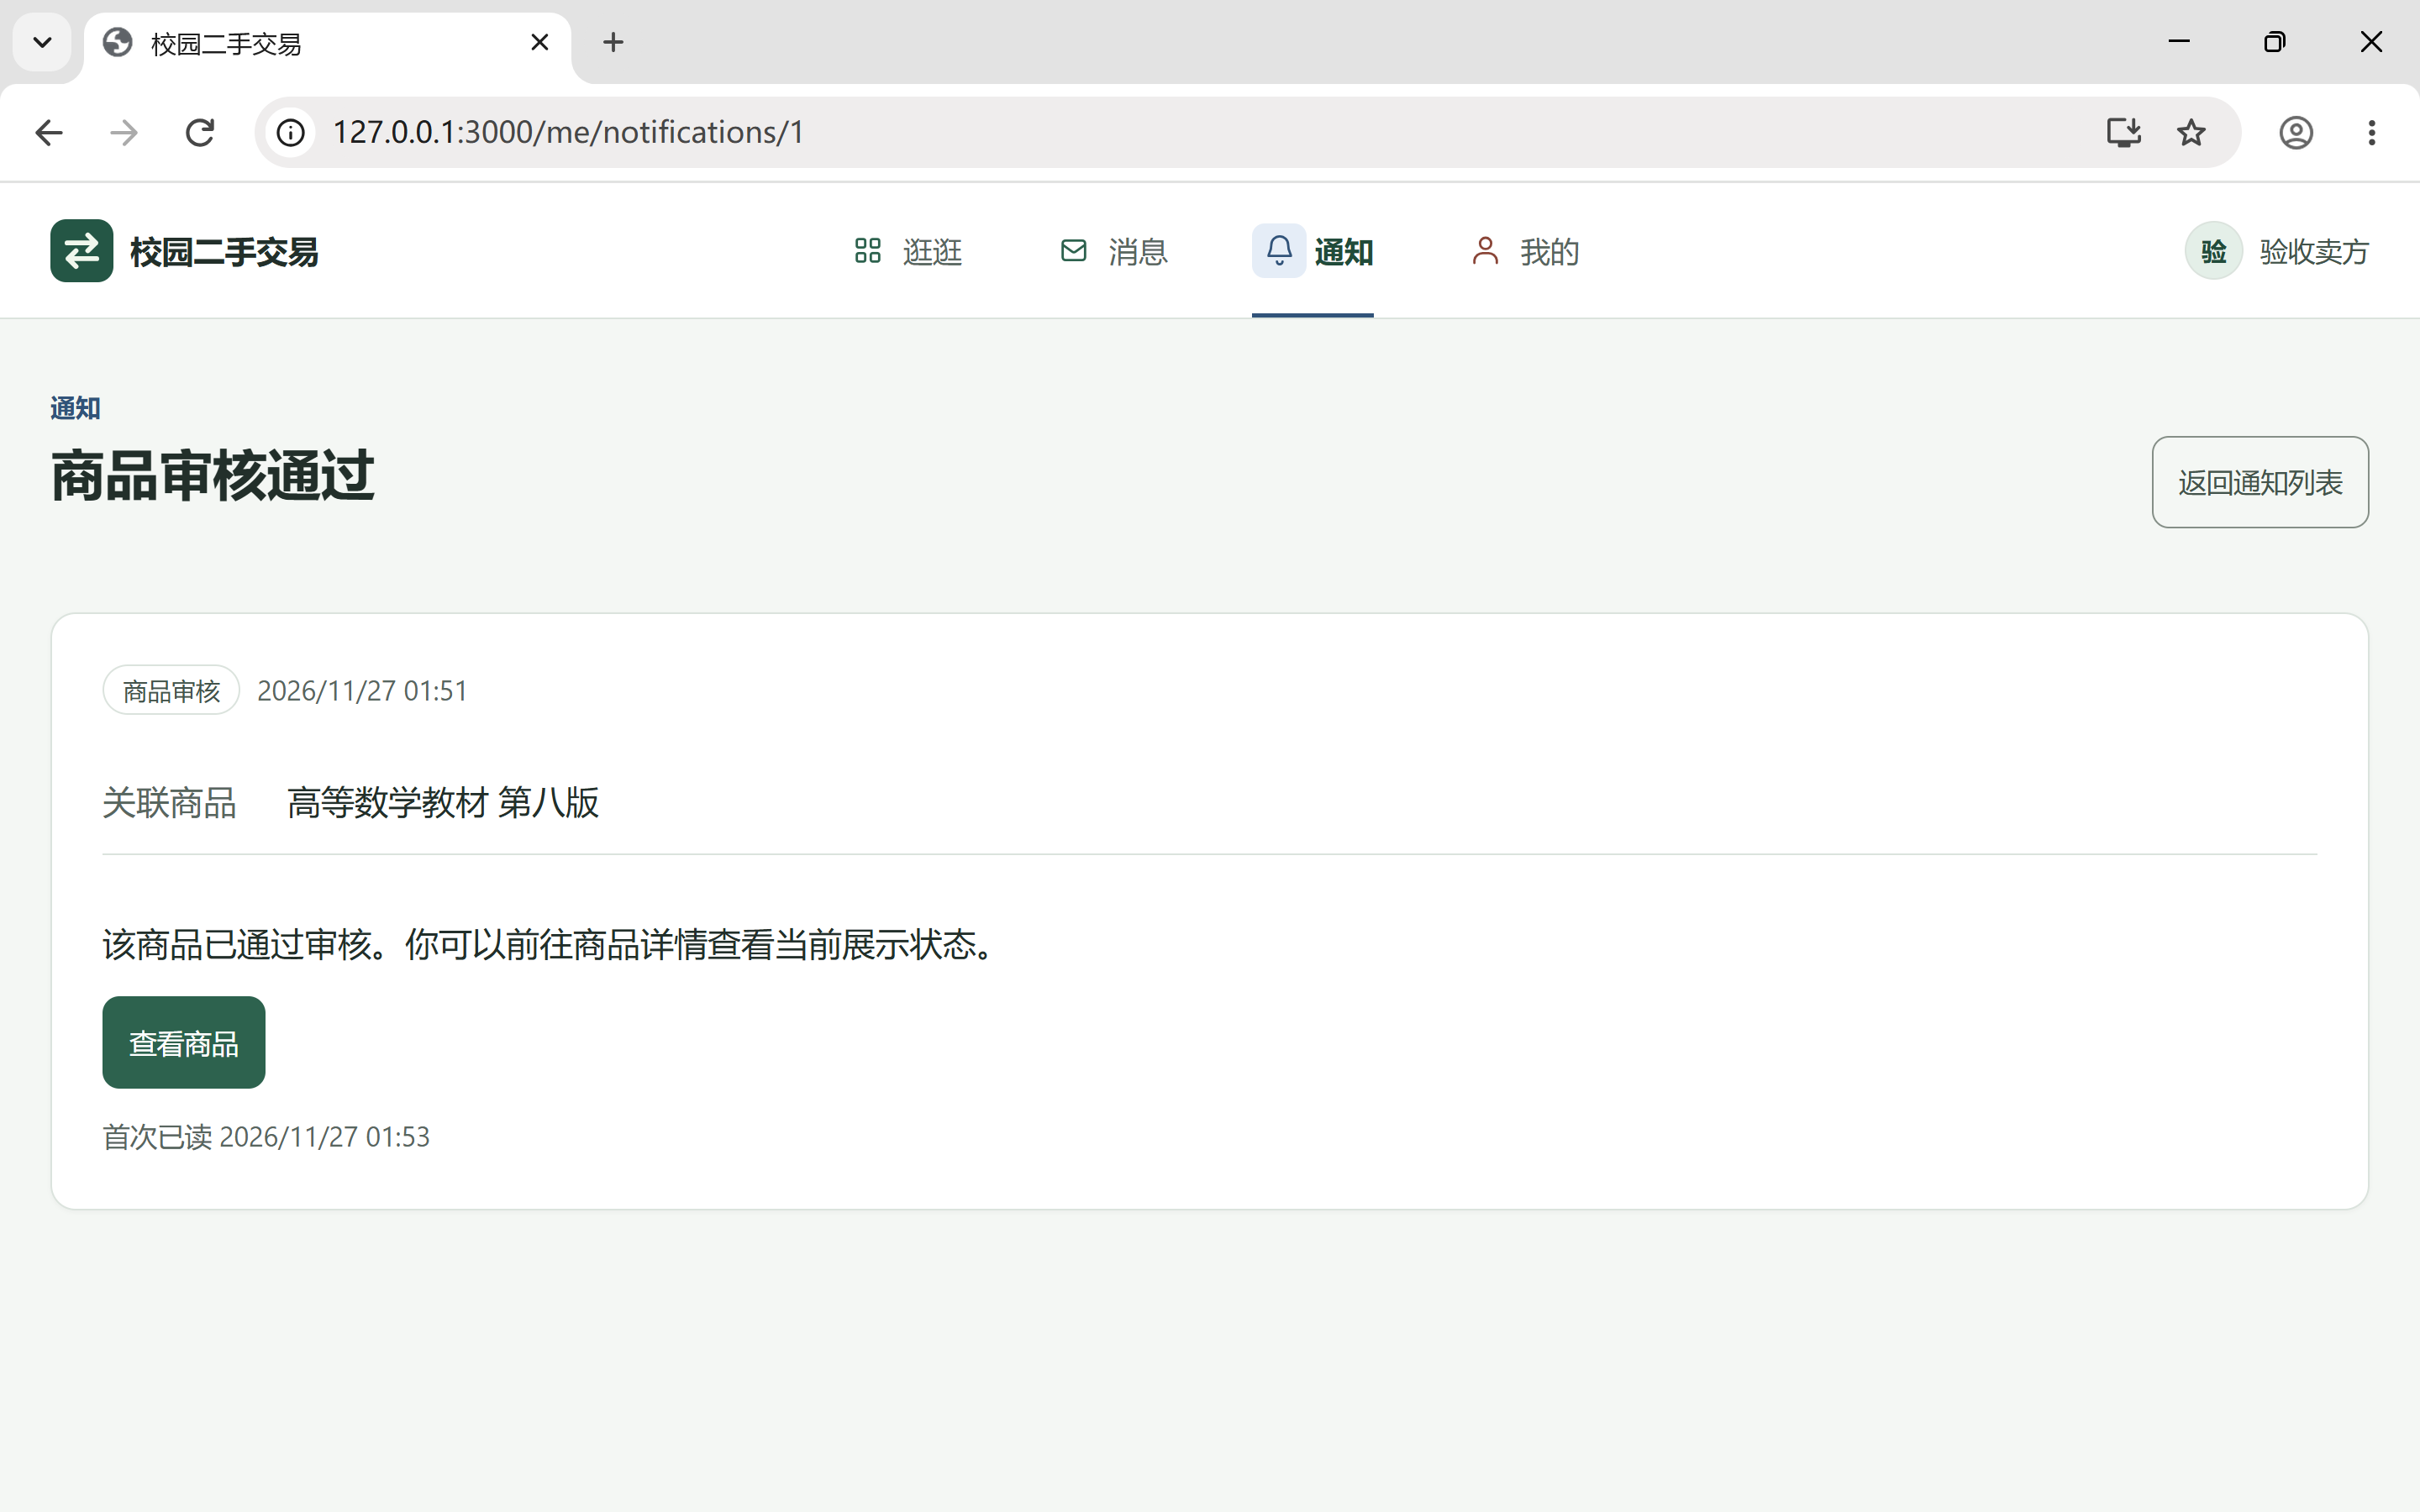 校园二手交易
127.0.0.1:3000/me/notifications/1
校园二手交易
逛逛
消息
通知
我的
验
验收卖方
通知
商品审核通过
返回通知列表
商品审核
2026/11/27 01:51
关联商品
高等数学教材 第八版
该商品已通过审核。你可以前往商品详情查看当前展示状态。
查看商品
首次已读 2026/11/27 01:53